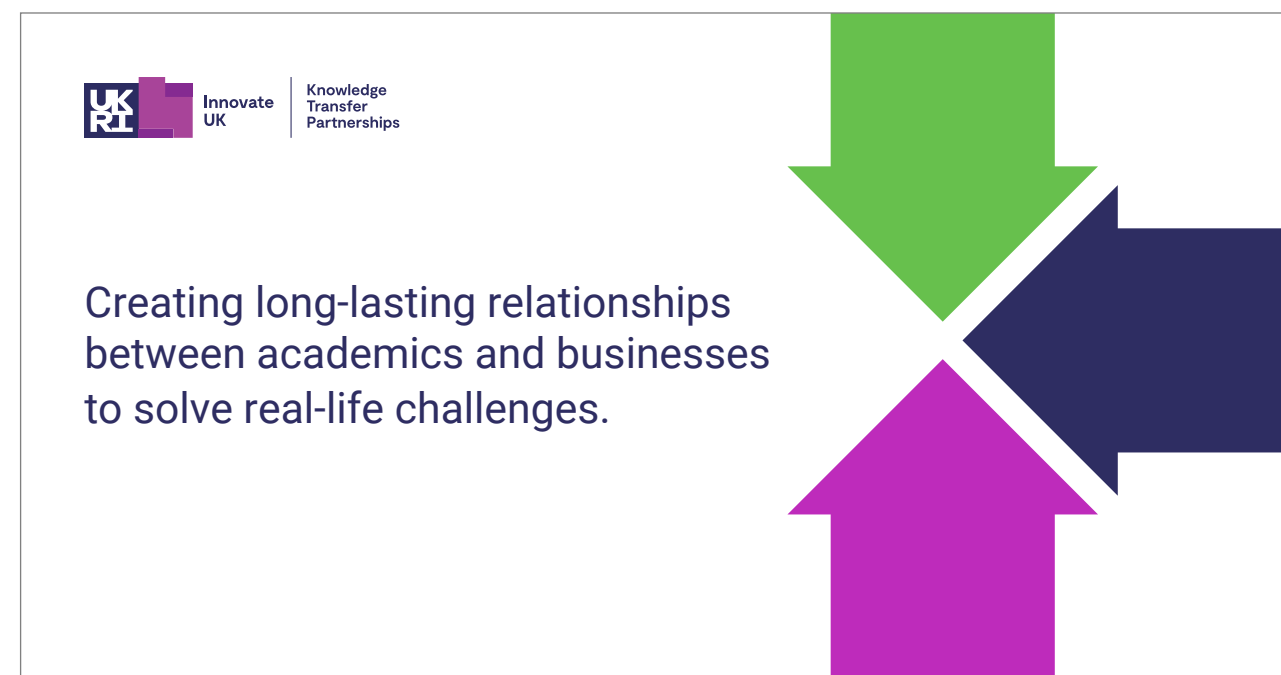 UK
RI
Innovate
UK
Knowledge
Transfer
Partnerships
Creating long-lasting relationships
between academics and businesses
to solve real-life challenges.